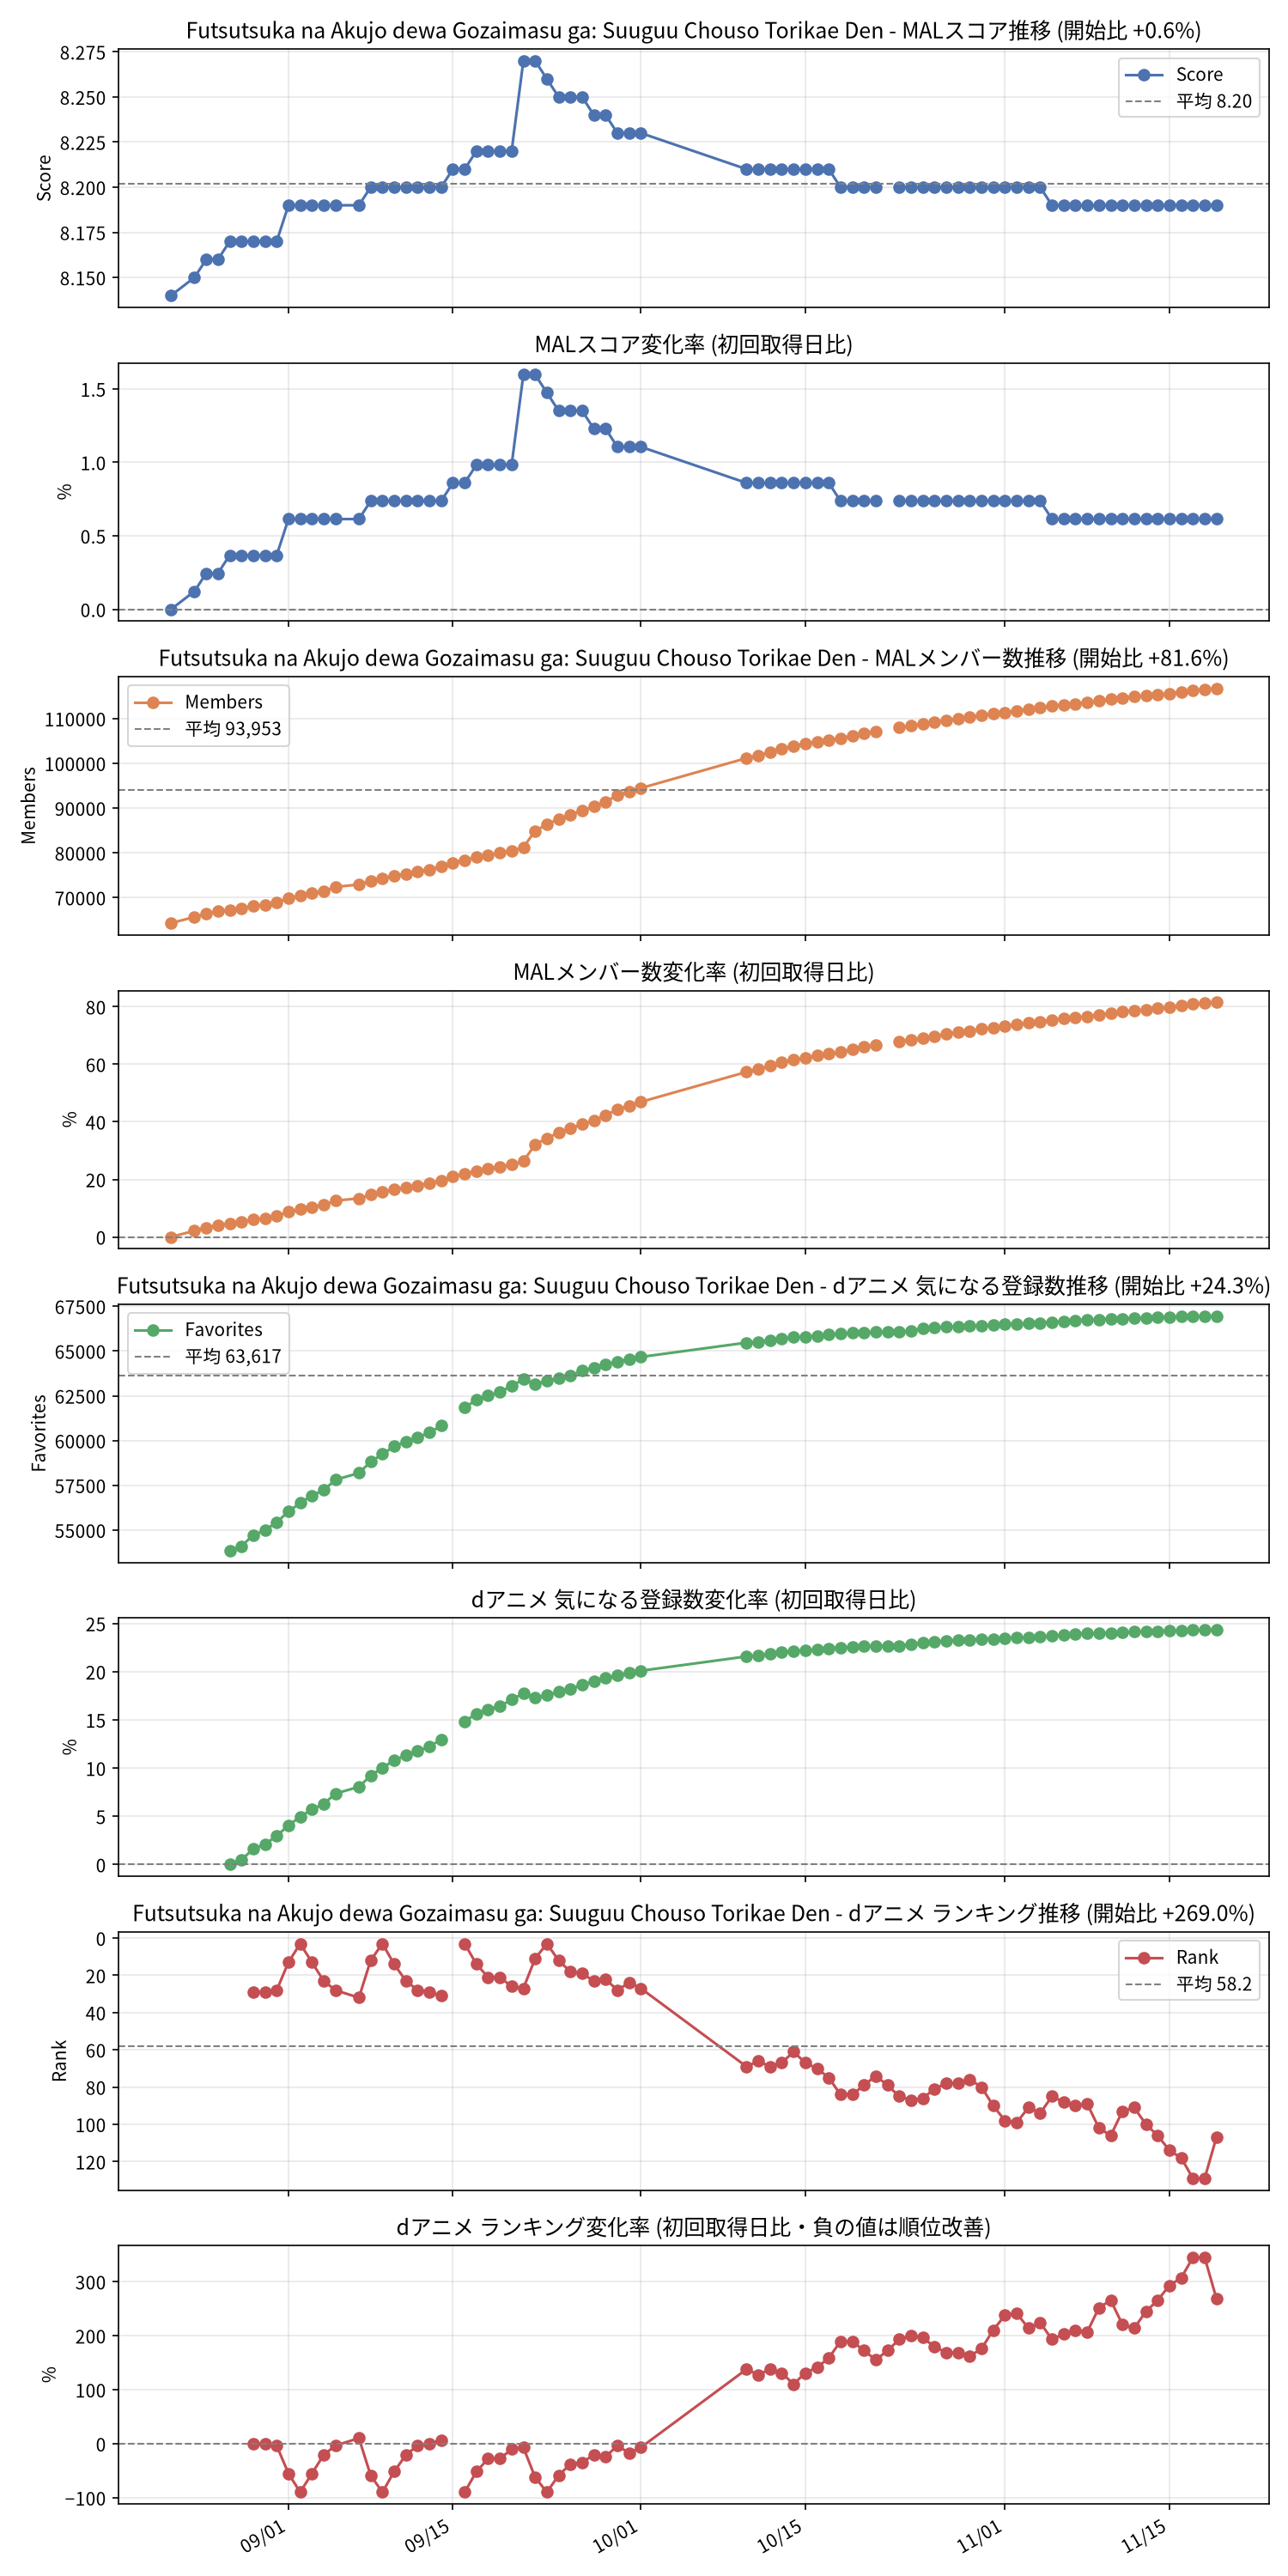 Futsutsuka na Akujo dewa Gozaimasu ga: Suuguu Chouso Torikae Den - MALスコア推移 (開始比 +0.6%)
8.275
8.250
8.225
8.200
8.175
8.150
Score
Score
平均 8.20
MALスコア変化率 (初回取得日比)
1.5
1.0
0.5
0.0
%
Futsutsuka na Akujo dewa Gozaimasu ga: Suuguu Chouso Torikae Den - MALメンバー数推移 (開始比 +81.6%)
Members
平均 93,953
110000
100000
90000
80000
70000
Members
MALメンバー数変化率 (初回取得日比)
80
60
40
20
0
%
Futsutsuka na Akujo dewa Gozaimasu ga: Suuguu Chouso Torikae Den - dアニメ 気になる登録数推移 (開始比 +24.3%)
Favorites
平均 63,617
67500
65000
62500
60000
57500
55000
Favorites
dアニメ 気になる登録数変化率 (初回取得日比)
25
20
15
10
5
0
%
Futsutsuka na Akujo dewa Gozaimasu ga: Suuguu Chouso Torikae Den - dアニメ ランキング推移 (開始比 +269.0%)
Rank
平均 58.2
0
20
40
60
80
100
120
Rank
dアニメ ランキング変化率 (初回取得日比・負の値は順位改善)
300
200
100
0
−100
%
09/01
09/15
10/01
10/15
11/01
11/15